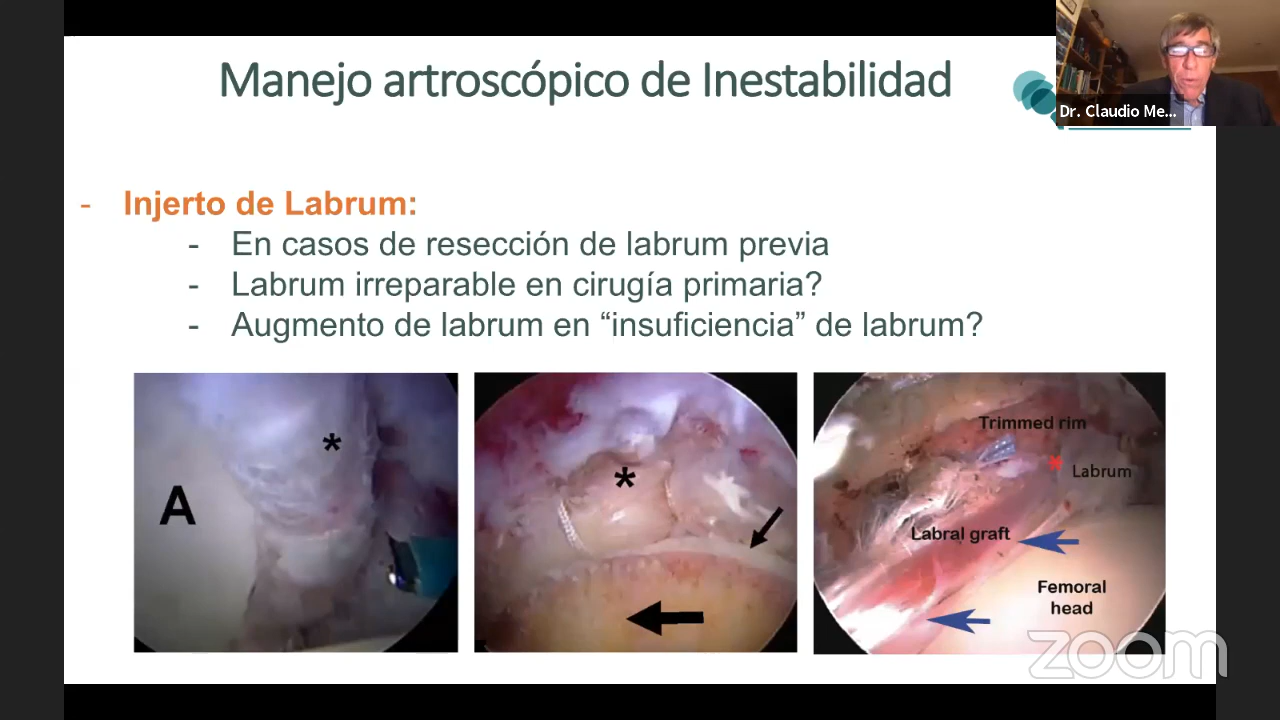 Manejo artroscópico de Inestabilidad
Dr. Claudio Me...
- Injerto de Labrum:
- En casos de resección de labrum previa
- Labrum irreparable en cirugía primaria?
- Augmento de labrum en “insuficiencia” de labrum?
*
A
*
Trimmed rim
* Labrum
Labral graft
Femoral
head
zoom